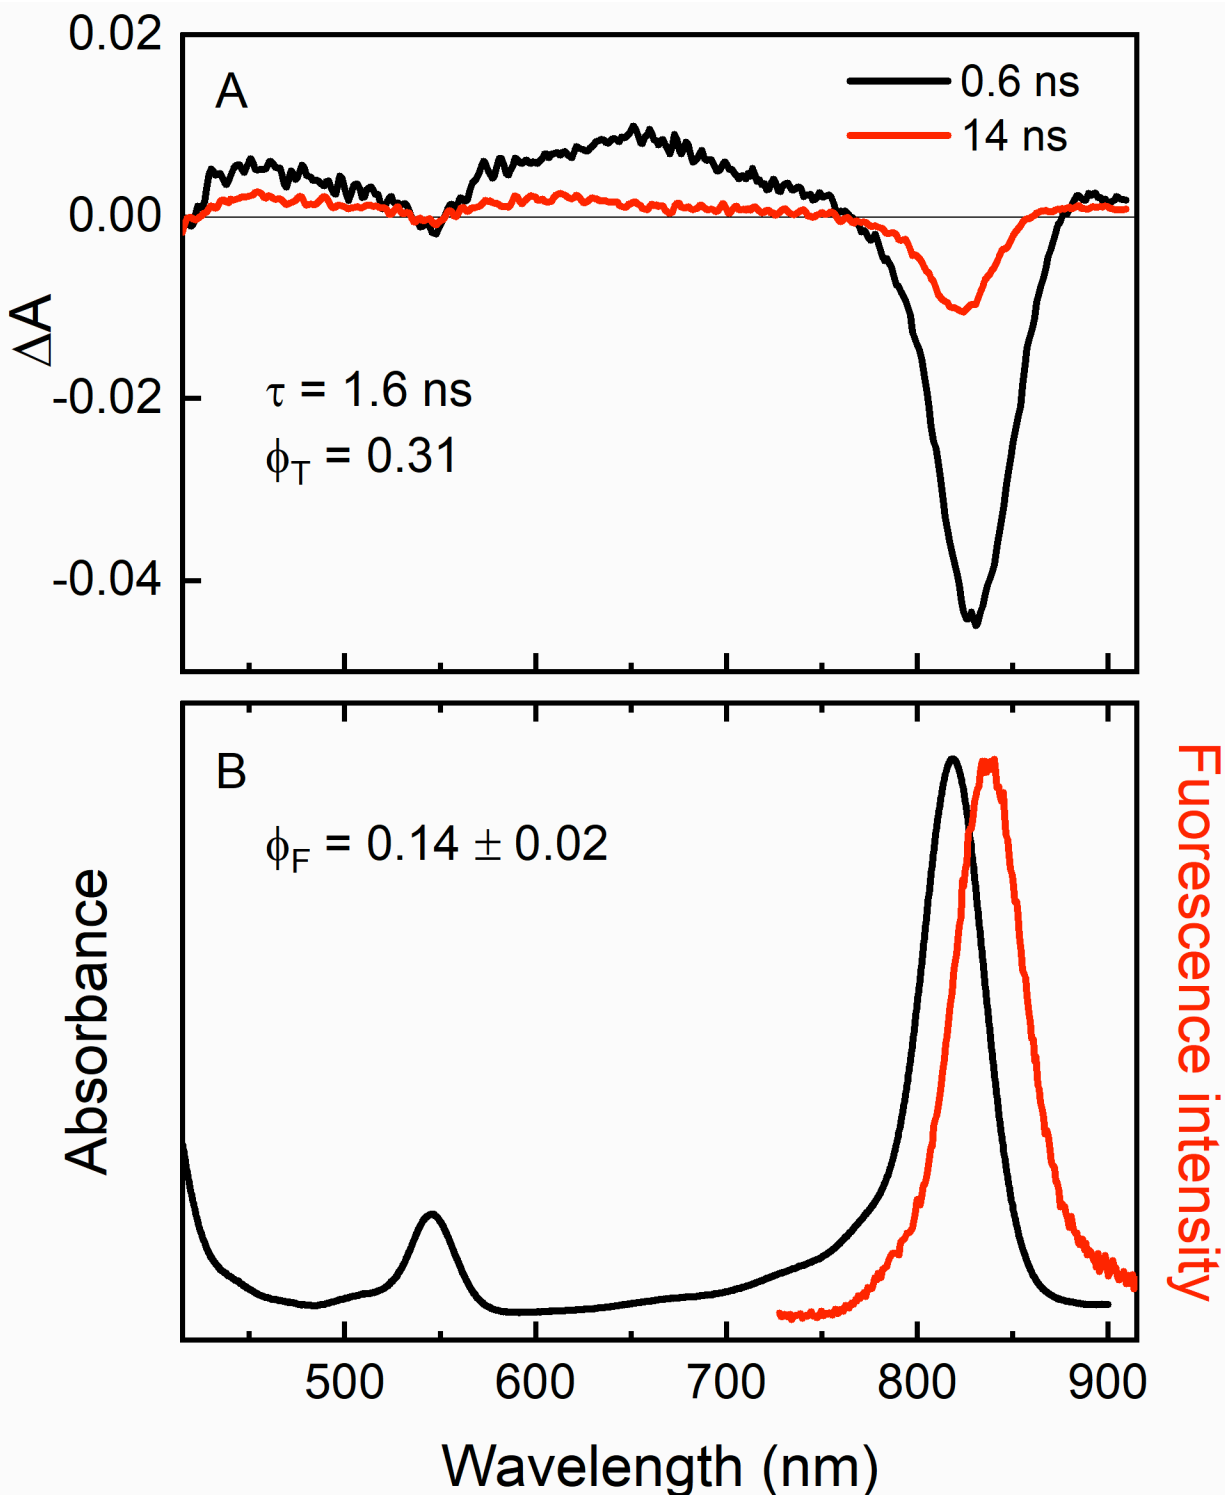 0.02
A
0.6 ns
14 ns
0.00
ΔA
τ = 1.6 ns
-0.02
ϕT = 0.31
-0.04
B
ϕF = 0.14 ± 0.02
Absorbance
Fuorescence intensity
500 600 700 800 900
Wavelength (nm)